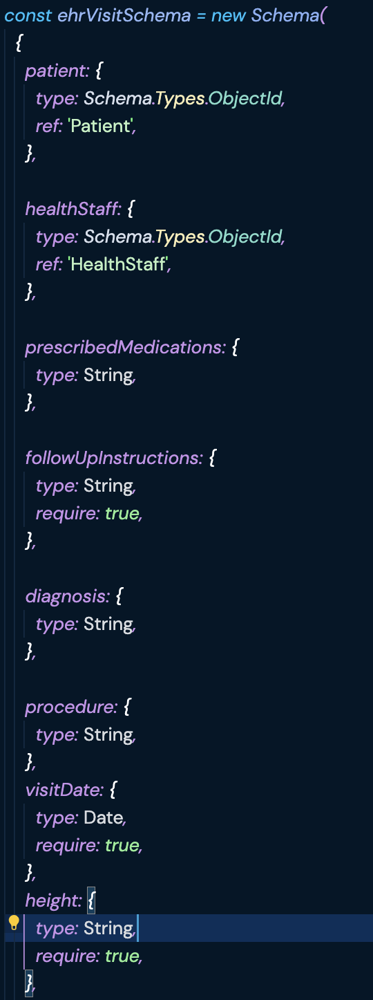 const ehrVisitSchema = new Schema(
{
patient: {
type: Schema.Types.ObjectId,
ref: 'Patient',
},
healthStaff: {
type: Schema.Types.ObjectId,
ref: 'HealthStaff',
},
prescribedMedications: {
type: String,
},
followUpInstructions: {
type: String,
require: true,
},
diagnosis: {
type: String,
},
procedure: {
type: String,
},
visitDate: {
type: Date,
require: true,
},
height: {
type: String,
require: true,
},